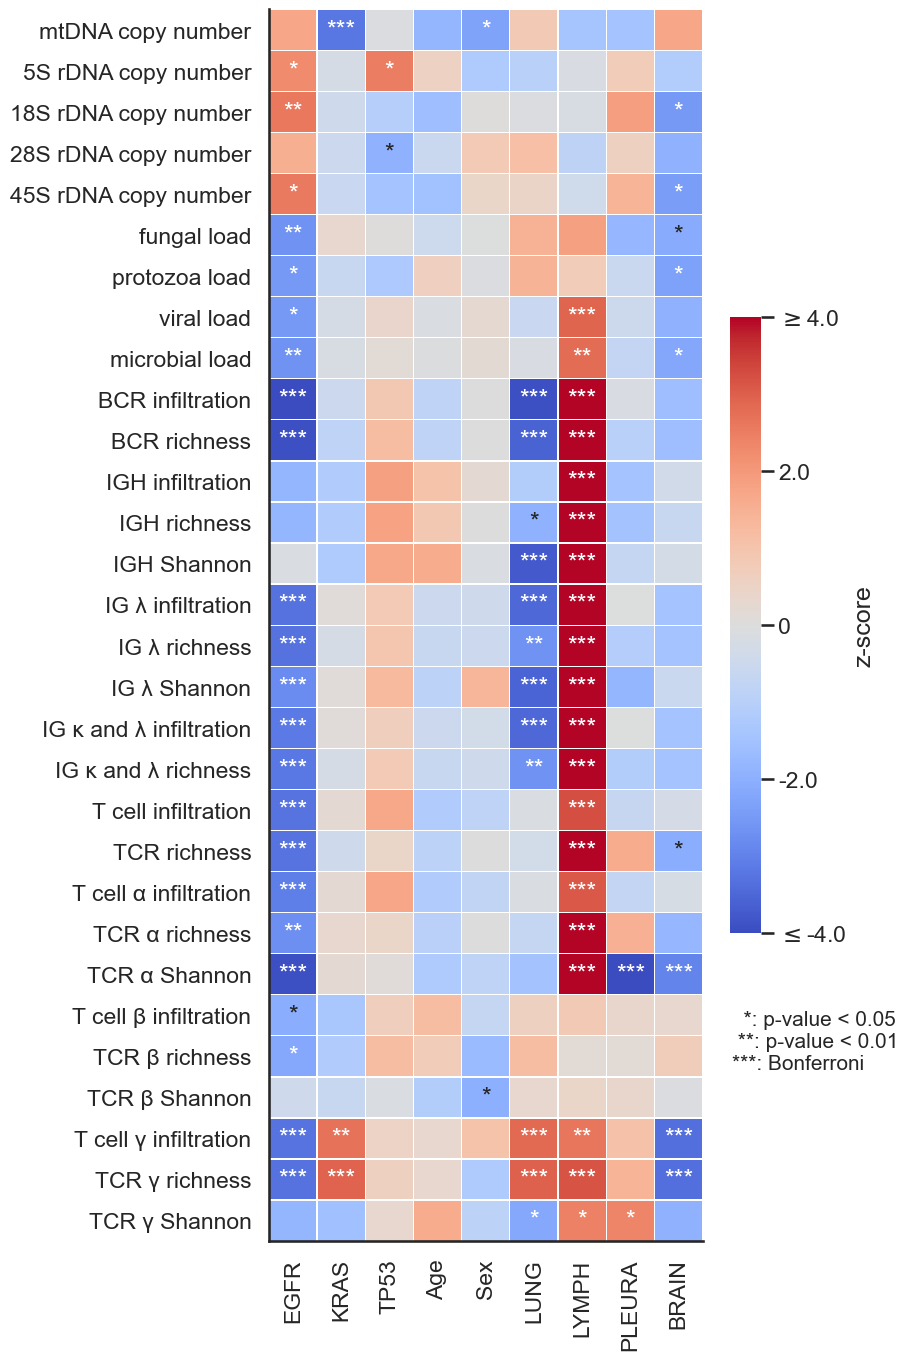 mtDNA copy number *** *
5S rDNA copy number * *
18S rDNA copy number ** *
28S rDNA copy number *
45S rDNA copy number * *
fungal load ** *
protozoa load * *
viral load * ***
microbial load ** ** *
BCR infiltration *** *** ***
BCR richness *** *** ***
IGH infiltration ***
IGH richness * ***
IGH Shannon *** ***
IG λ infiltration *** *** ***
IG λ richness *** ** ***
IG λ Shannon *** *** ***
IG κ and λ infiltration *** *** ***
IG κ and λ richness *** ** ***
T cell infiltration *** ***
TCR richness *** *** *
T cell α infiltration *** ***
TCR α richness ** ***
TCR α Shannon *** *** *** ***
T cell β infiltration *
TCR β richness *
TCR β Shannon *
T cell γ infiltration *** ** *** ** ***
TCR γ richness *** *** *** *** ***
TCR γ Shannon * * *
EGFR KRAS TP53 Age Sex LUNG LYMPH PLEURA BRAIN
≥ 4.0
2.0
0
-2.0
≤ -4.0
z-score
*: p-value < 0.05
**: p-value < 0.01
***: Bonferroni